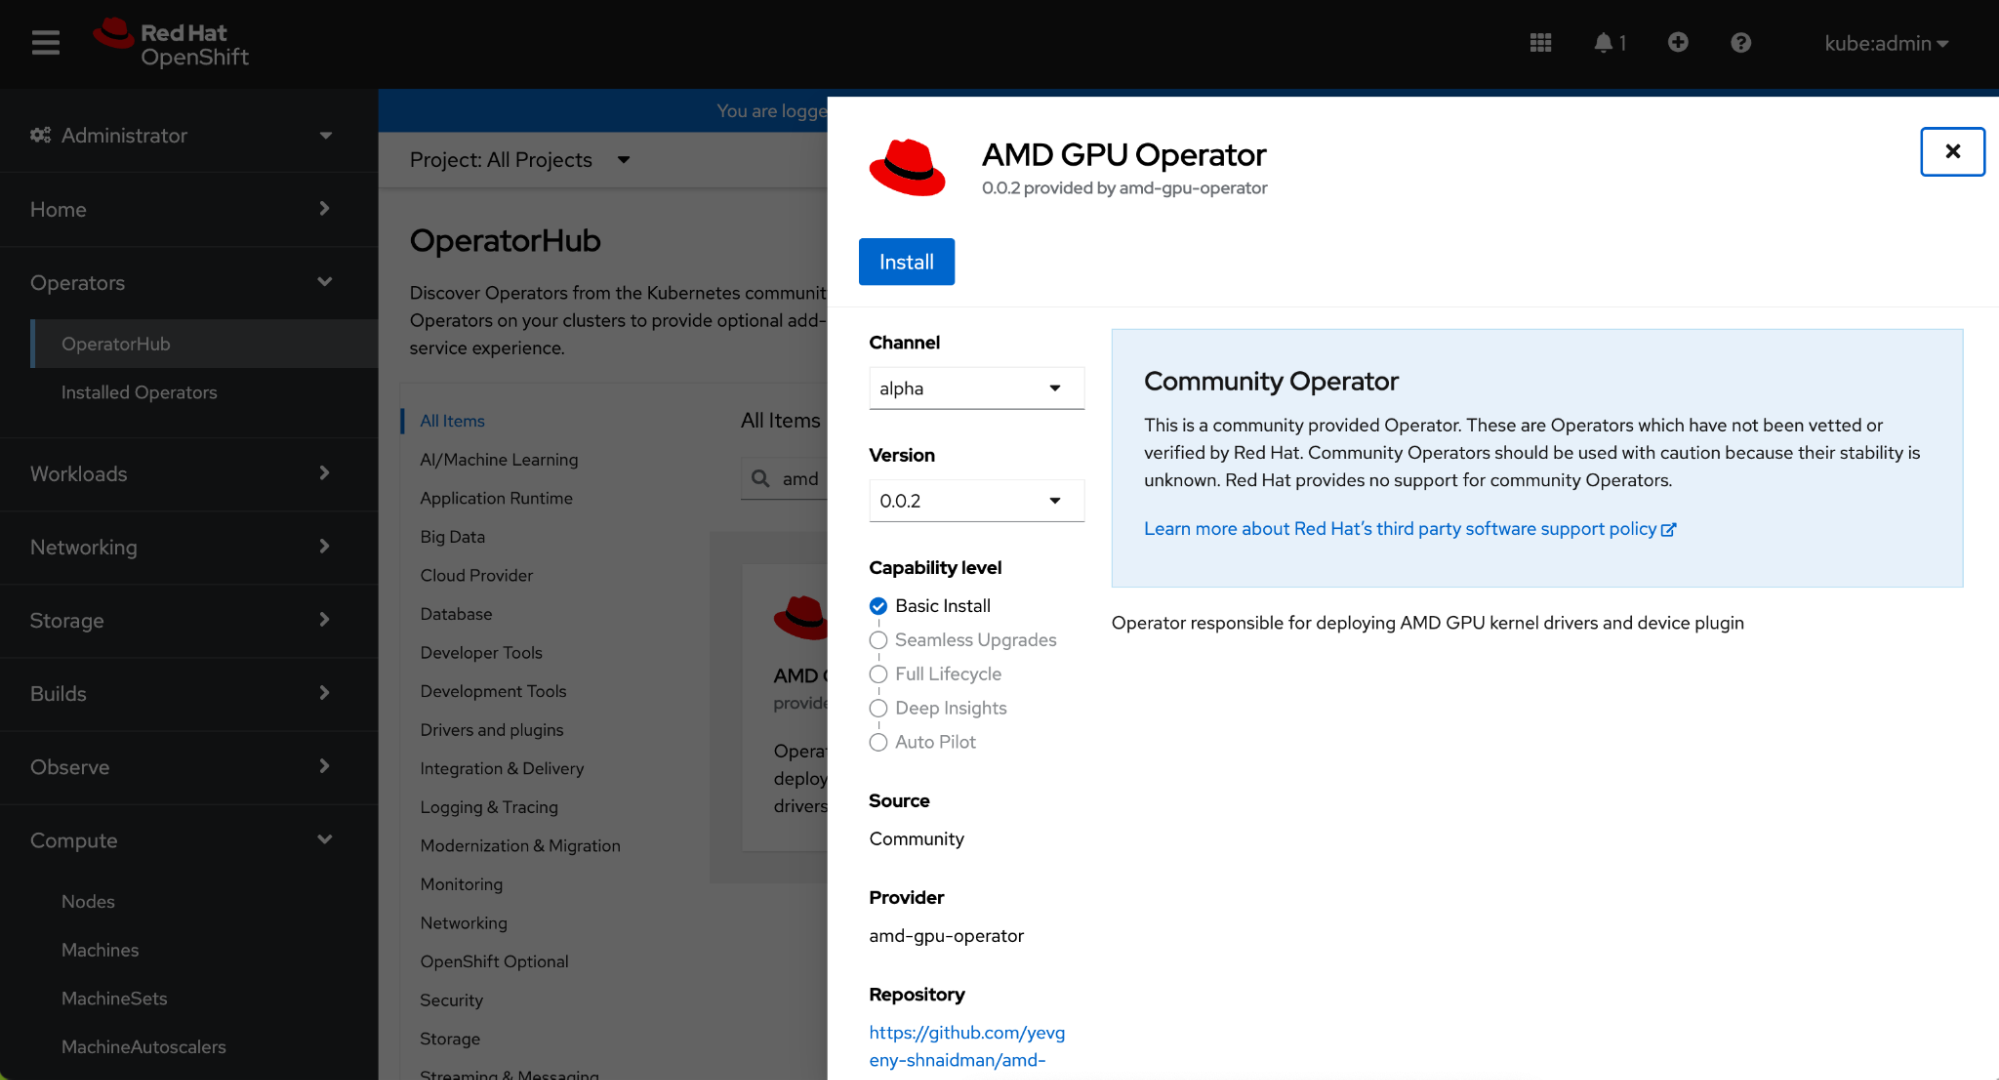 Red Hat
OpenShift
1
kube:admin
Administrator
Home
Operators
OperatorHub
Installed Operators
Workloads
Networking
Storage
Builds
Observe
Compute
Nodes
Machines
MachineSets
MachineAutoscalers
You are logge
Project: All Projects
OperatorHub
Discover Operators from the Kubernetes communit
Operators on your clusters to provide optional add-
service experience.
All Items
AI/Machine Learning
Application Runtime
Big Data
Cloud Provider
Database
Developer Tools
Development Tools
Drivers and plugins
Integration & Delivery
Logging & Tracing
Modernization & Migration
Monitoring
Networking
OpenShift Optional
Security
Storage
Streaming & Messaging
All Items
amd
AMD G
provide
Operat
deploy
drivers
AMD GPU Operator
0.0.2 provided by amd-gpu-operator
Install
Channel
alpha
Version
0.0.2
Capability level
Basic Install
Seamless Upgrades
Full Lifecycle
Deep Insights
Auto Pilot
Source
Community
Provider
amd-gpu-operator
Repository
https://github.com/yevg
eny-shnaidman/amd-
Community Operator
This is a community provided Operator. These are Operators which have not been vetted or
verified by Red Hat. Community Operators should be used with caution because their stability is
unknown. Red Hat provides no support for community Operators.
Learn more about Red Hat's third party software support policy
Operator responsible for deploying AMD GPU kernel drivers and device plugin